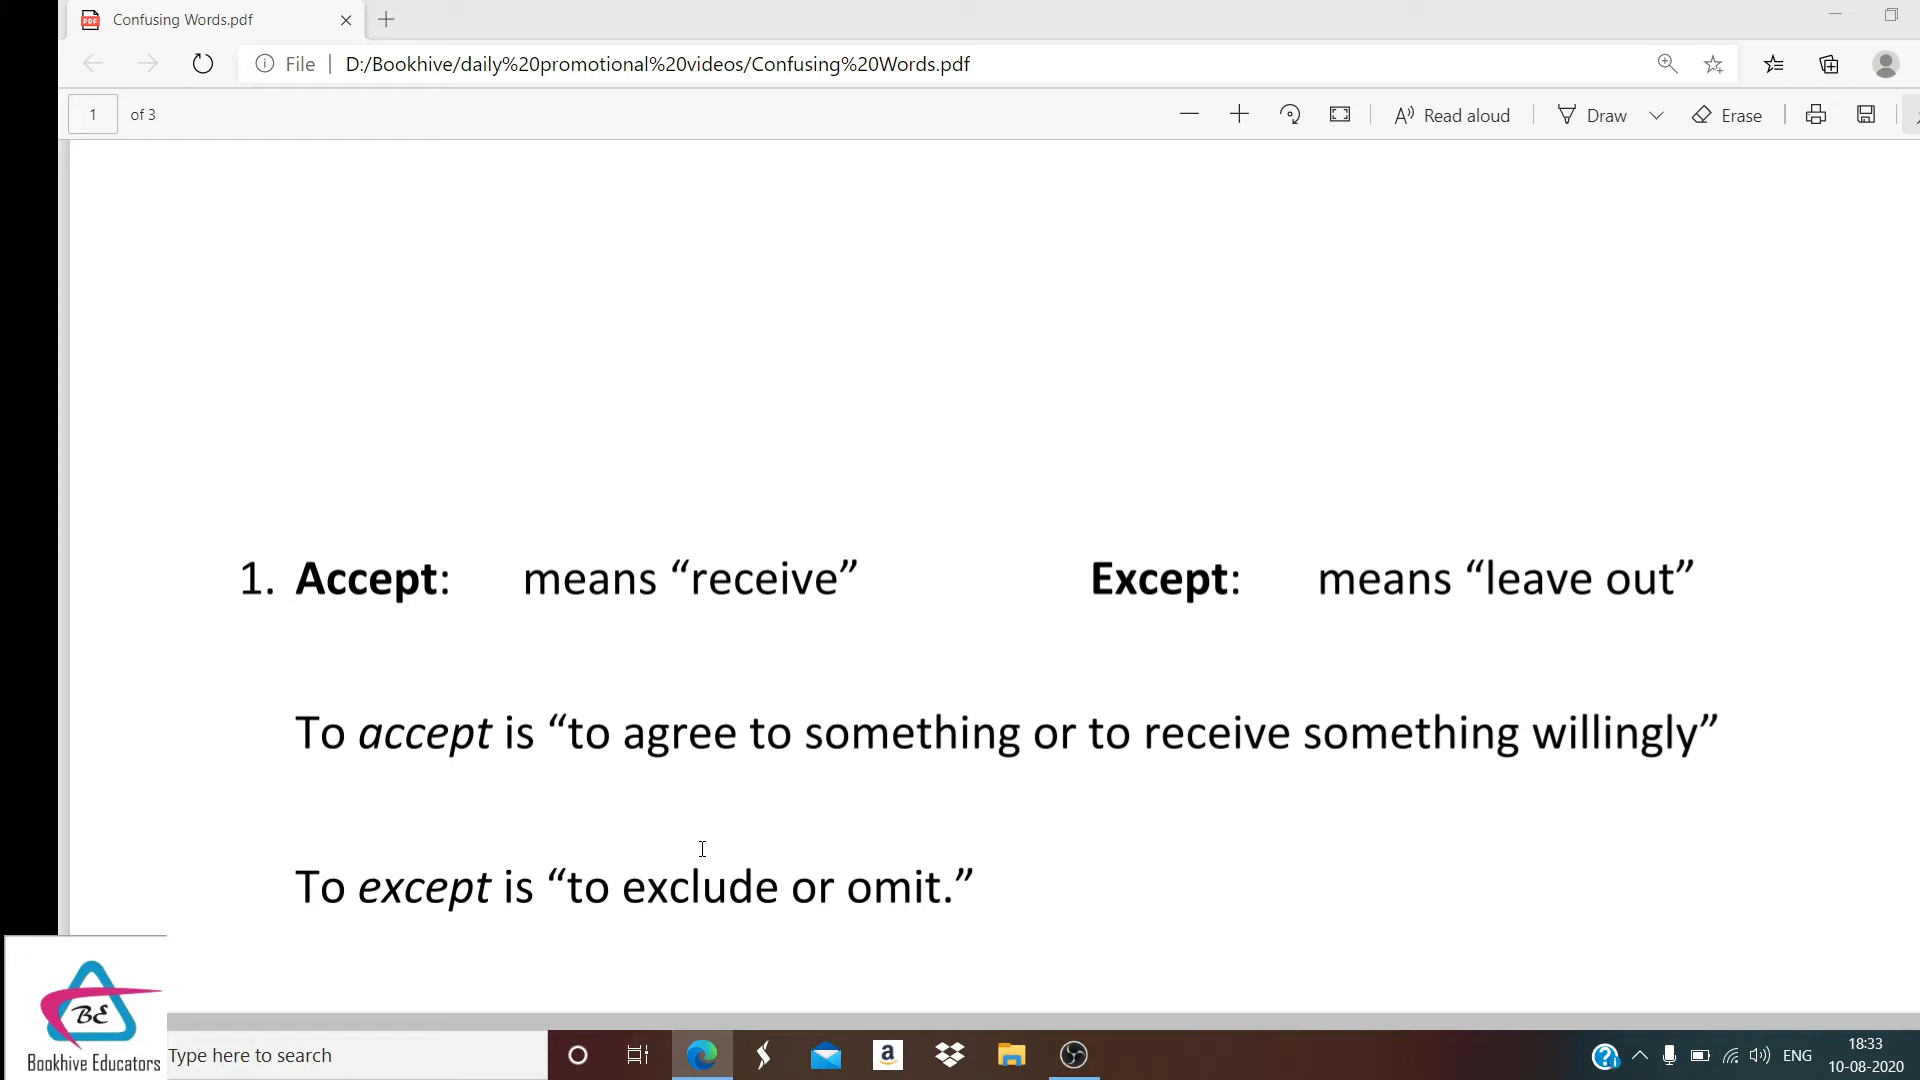 Confusing Words.pdf
File | D:/Bookhive/daily%20promotional%20videos/Confusing%20Words.pdf
1 of 3 Read aloud Draw Erase
1. Accept: means “receive” Except: means “leave out”
To accept is “to agree to something or to receive something willingly”
To except is “to exclude or omit.”
BE
Bookhive Educators
Type here to search
ENG
18:33
10-08-2020